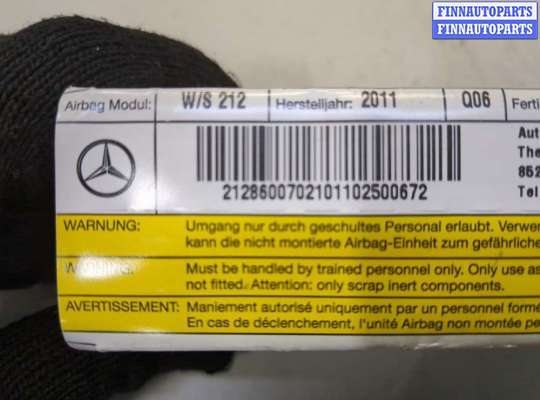 FINNAUTOPARTS
FINNAUTOPARTS
Airbag Modul: W/S 212 Herstelljahr: 2011 Q06 Ferti
Aut
The
852
Tel
21286007021011025 00672
WARNUNG: Umgang nur durch geschultes Personal erlaubt. Verwen
kann die nicht montierte Airbag-Einheit zum gefährliche
Must be handled by trained personnel only. Only use as
not fitted. Attention: only scrap inert components.
AVERTISSEMENT: Maniement autorisé uniquement par un personnel formé
En cas de déclenchement, l'unité Airbag non montée pe